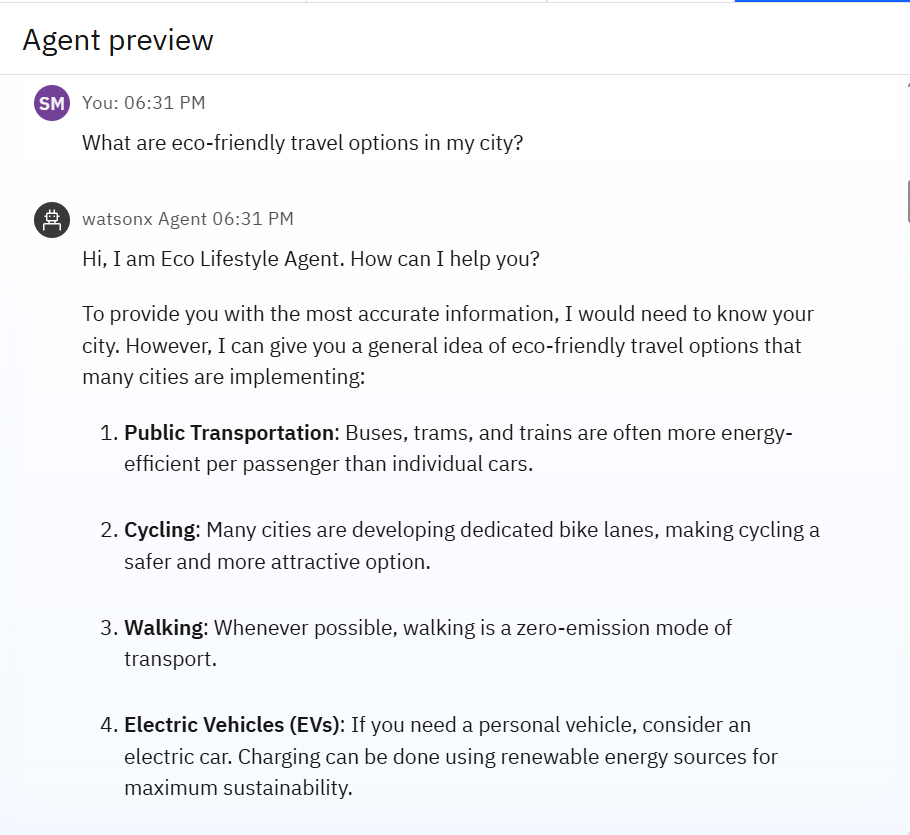 Agent preview
SM
You: 06:31 PM
What are eco-friendly travel options in my city?
watsonx Agent 06:31 PM
Hi, I am Eco Lifestyle Agent. How can I help you?
To provide you with the most accurate information, I would need to know your
city. However, I can give you a general idea of eco-friendly travel options that
many cities are implementing:
1. Public Transportation: Buses, trams, and trains are often more energy-
efficient per passenger than individual cars.
2. Cycling: Many cities are developing dedicated bike lanes, making cycling a
safer and more attractive option.
3. Walking: Whenever possible, walking is a zero-emission mode of
transport.
4. Electric Vehicles (EVs): If you need a personal vehicle, consider an
electric car. Charging can be done using renewable energy sources for
maximum sustainability.